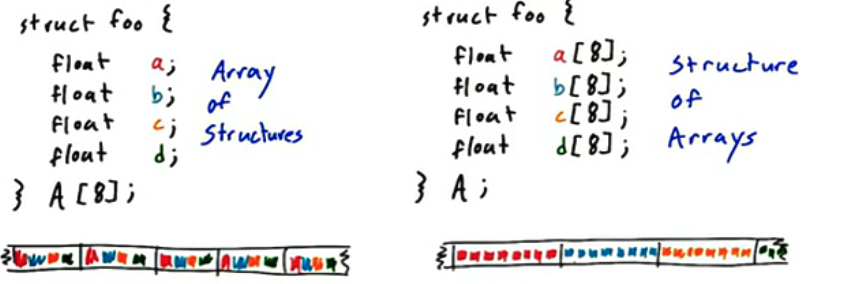 struct foo {
float a;
float b;
float c;
float d;
} A [8];
Array
of
Structures
struct foo {
float a[8];
float b[8];
float c[8];
float d[8];
} A;
Structure
of
Arrays